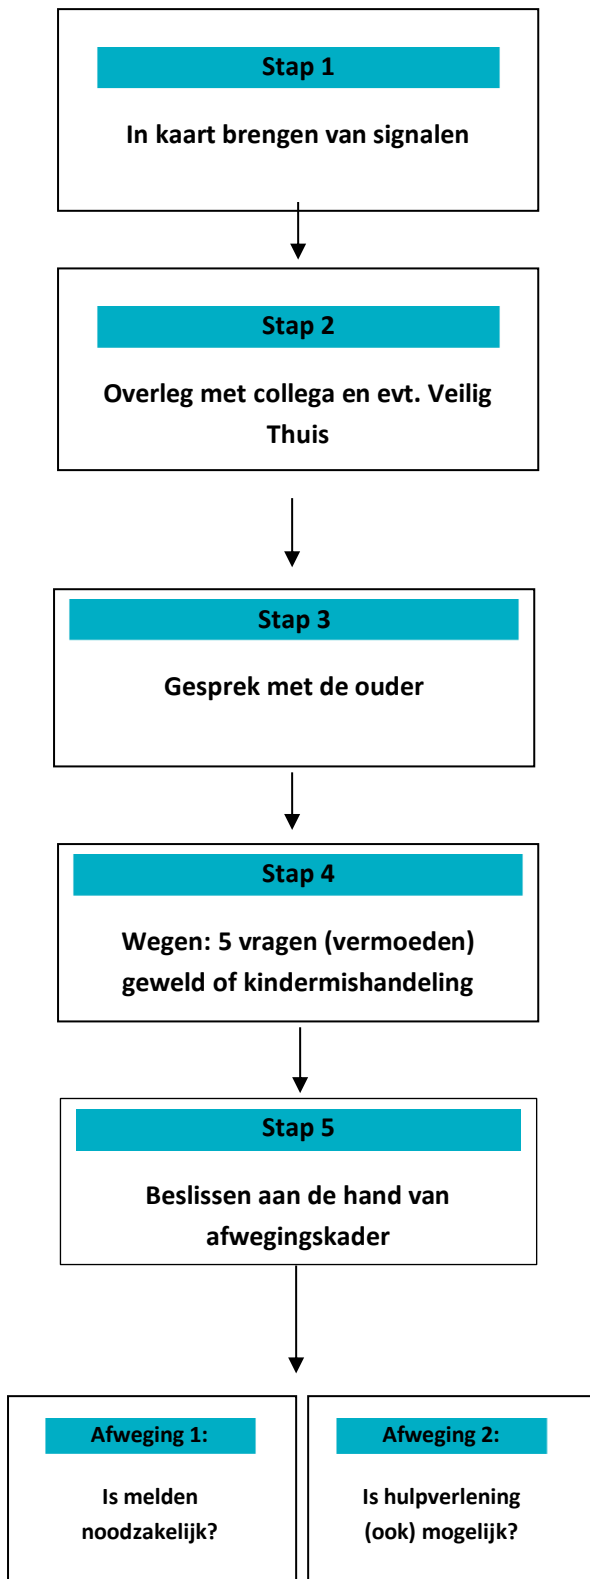 Stap 1
In kaart brengen van signalen
Stap 2
Overleg met collega en evt. Veilig
Thuis
Stap 3
Gesprek met de ouder
Stap 4
Wegen: 5 vragen (vermoeden)
geweld of kindermishandeling
Stap 5
Beslissen aan de hand van
afwegingskader
Afweging 1:
Is melden
noodzakelijk?
Afweging 2:
Is hulpverlening
(ook) mogelijk?